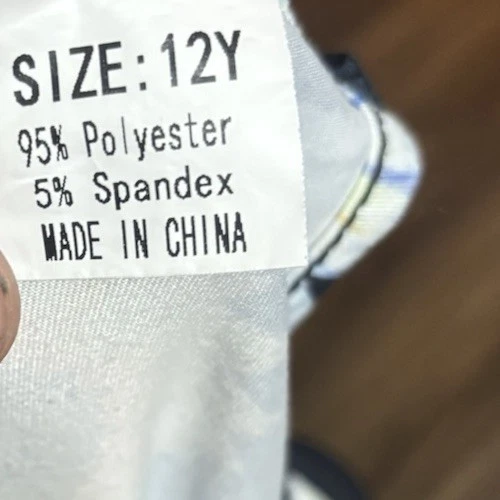 SIZE:12Y
95% Polyester
5% Spandex
MADE IN CHINA